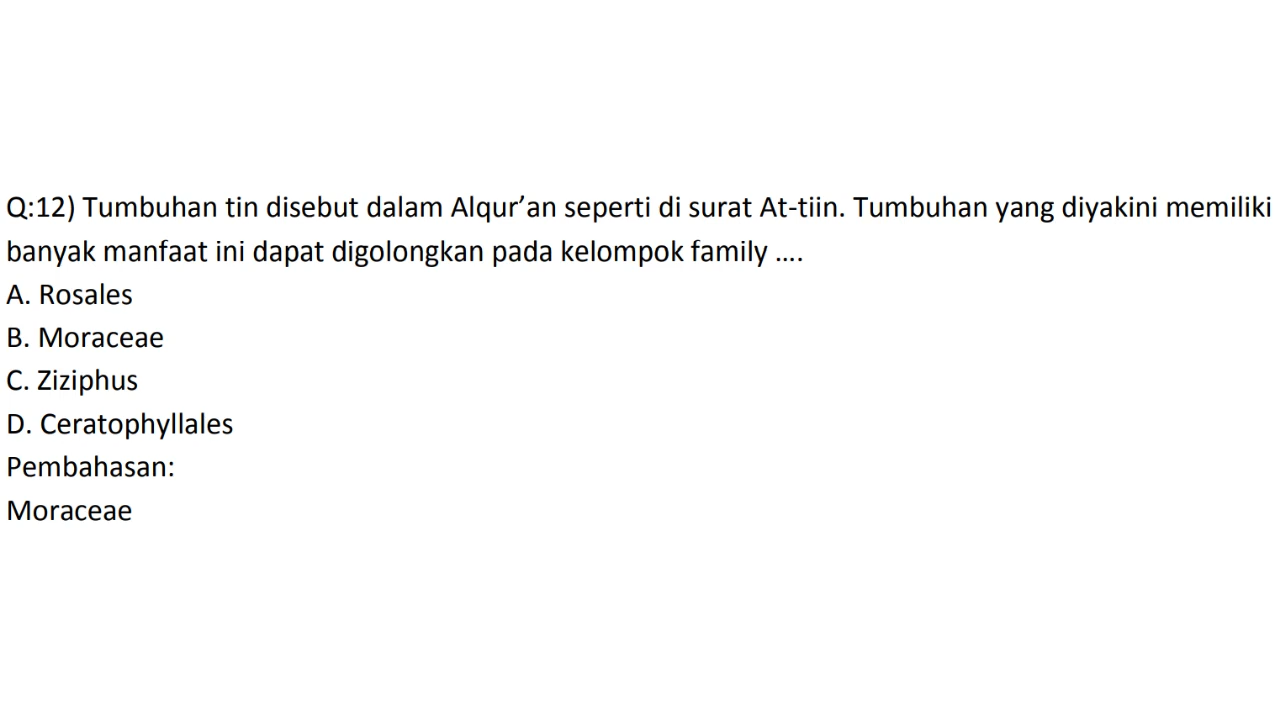 Q:12) Tumbuhan tin disebut dalam Alqur’an seperti di surat At-tiin. Tumbuhan yang diyakini memiliki
banyak manfaat ini dapat digolongkan pada kelompok family ….
A. Rosales
B. Moraceae
C. Ziziphus
D. Ceratophyllales
Pembahasan:
Moraceae